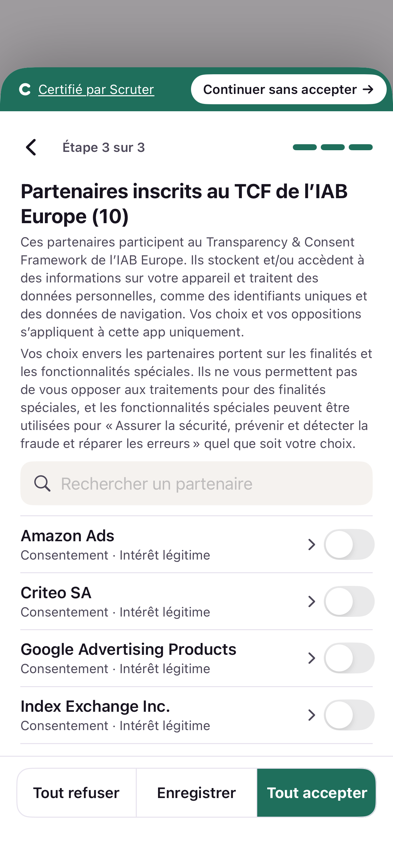 Certifié par Scruter
Continuer sans accepter →
Étape 3 sur 3
Partenaires inscrits au TCF de l’IAB
Europe (10)
Ces partenaires participent au Transparency & Consent
Framework de l’IAB Europe. Ils stockent et/ou accèdent à
des informations sur votre appareil et traitent des
données personnelles, comme des identifiants uniques et
des données de navigation. Vos choix et vos oppositions
s’appliquent à cette app uniquement.
Vos choix envers les partenaires portent sur les finalités et
les fonctionnalités spéciales. Ils ne vous permettent pas
de vous opposer aux traitements pour des finalités
spéciales, et les fonctionnalités spéciales peuvent être
utilisées pour « Assurer la sécurité, prévenir et détecter la
fraude et réparer les erreurs » quel que soit votre choix.
Rechercher un partenaire
Amazon Ads
Consentement · Intérêt légitime
Criteo SA
Consentement · Intérêt légitime
Google Advertising Products
Consentement · Intérêt légitime
Index Exchange Inc.
Consentement · Intérêt légitime
Tout refuser
Enregistrer
Tout accepter